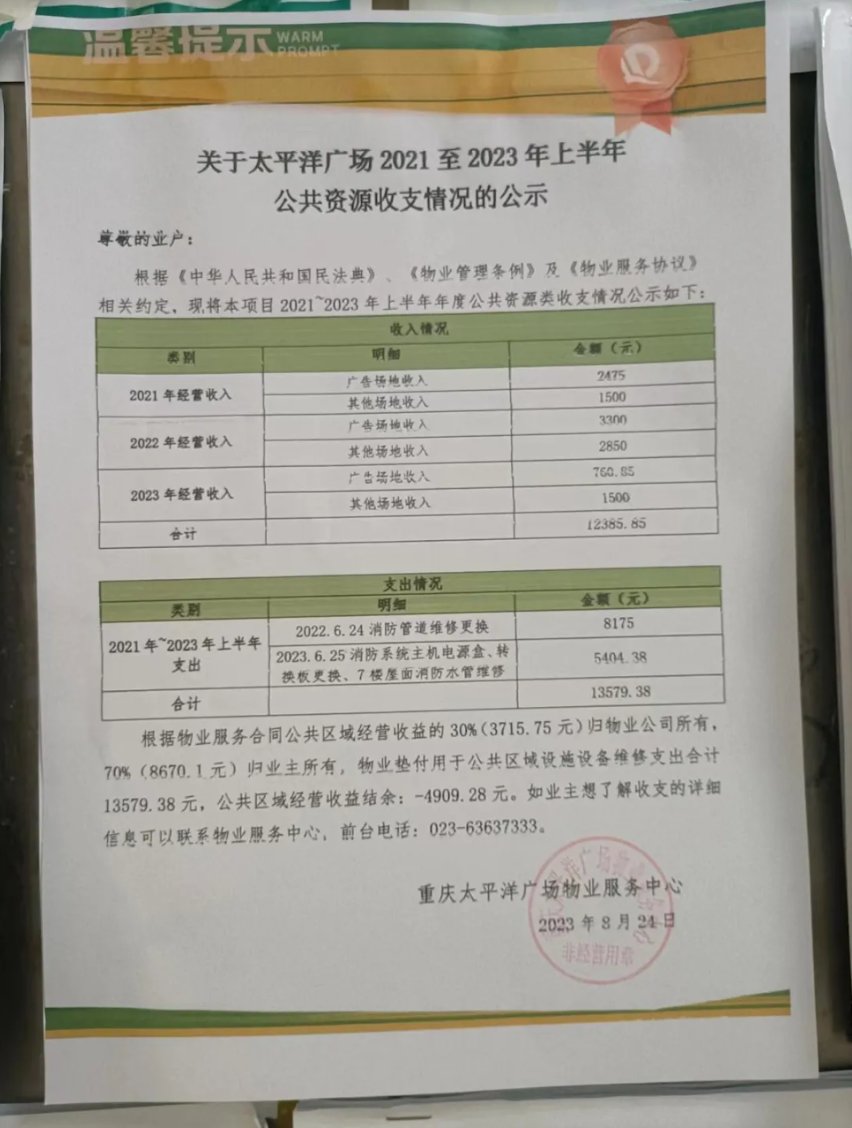 温馨提示 WARM PROMPT
关于太平洋广场 2021 至 2023 年上半年
公共资源收支情况的公示
尊敬的业户：
根据《中华人民共和国民法典》、《物业管理条例》及《物业服务协议》
相关约定，现将本项目 2021~2023 年上半年年度公共资源类收支情况公示如下：
收入情况
类别 明细 金额（元）
2021 年经营收入 广告场地收入 2475
其他场地收入 1500
2022 年经营收入 广告场地收入 3300
其他场地收入 2850
2023 年经营收入 广告场地收入 760.85
其他场地收入 1500
合计 12385.85
支出情况
类别 明细 金额（元）
2021 年~2023 年上半年支出 2022.6.24 消防管道维修更换 8175
2023.6.25 消防系统主机电源盒、转
换板更换、7 楼屋面消防水管维修 5404.38
合计 13579.38
根据物业服务合同公共区域经营收益的 30%（3715.75 元）归物业公司所有，
70%（8670.1 元）归业主所有，物业垫付用于公共区域设施设备维修支出合计
13579.38 元，公共区域经营收益结余：-4909.28 元。如业主想了解收支的详细
信息可以联系物业服务中心，前台电话：023-63637333。
重庆太平洋广场物业服务中心
2023 年 8 月 24 日
非经营用章